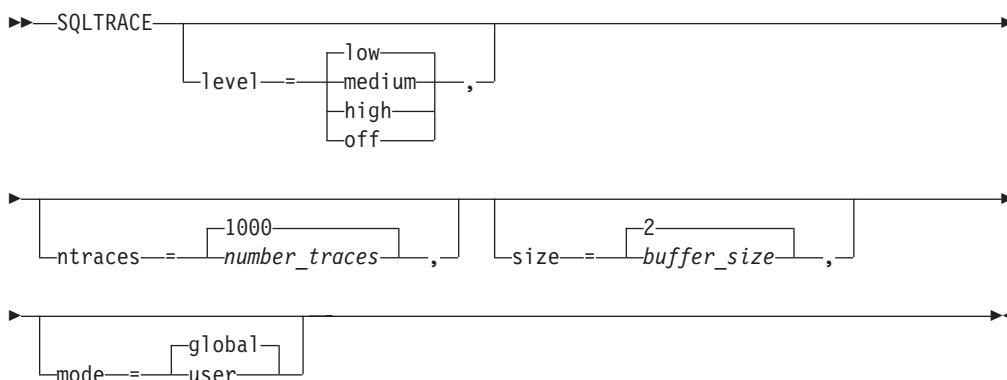 SQLTRACE
low
level = medium ,
high
off
1000 2
ntraces = number_traces , size = buffer_size ,
global
mode = user